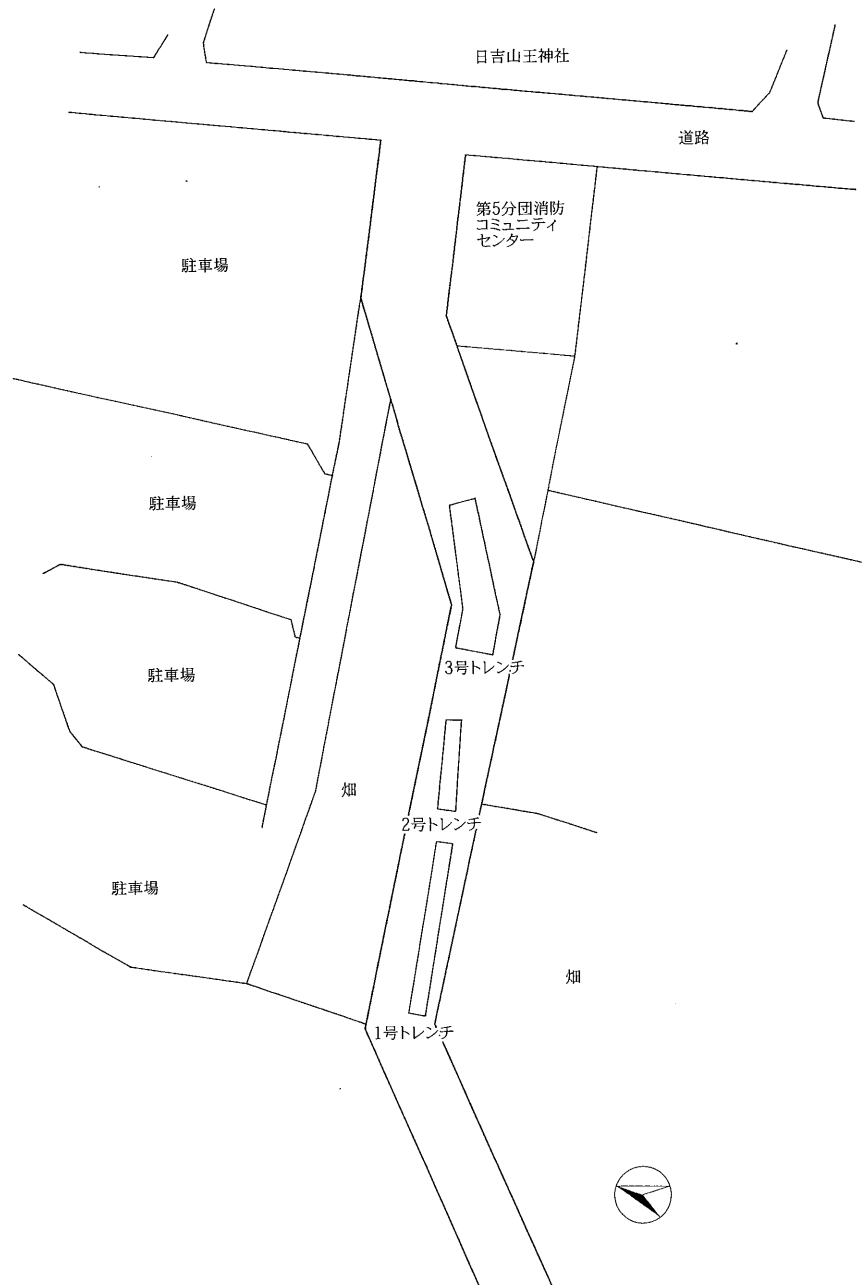 日吉山王神社
道路
第5分団消防
コミュニティ
センター
駐車場
駐車場
3号トレンチ
駐車場
畑
2号トレンチ
駐車場
畑
1号トレンチ